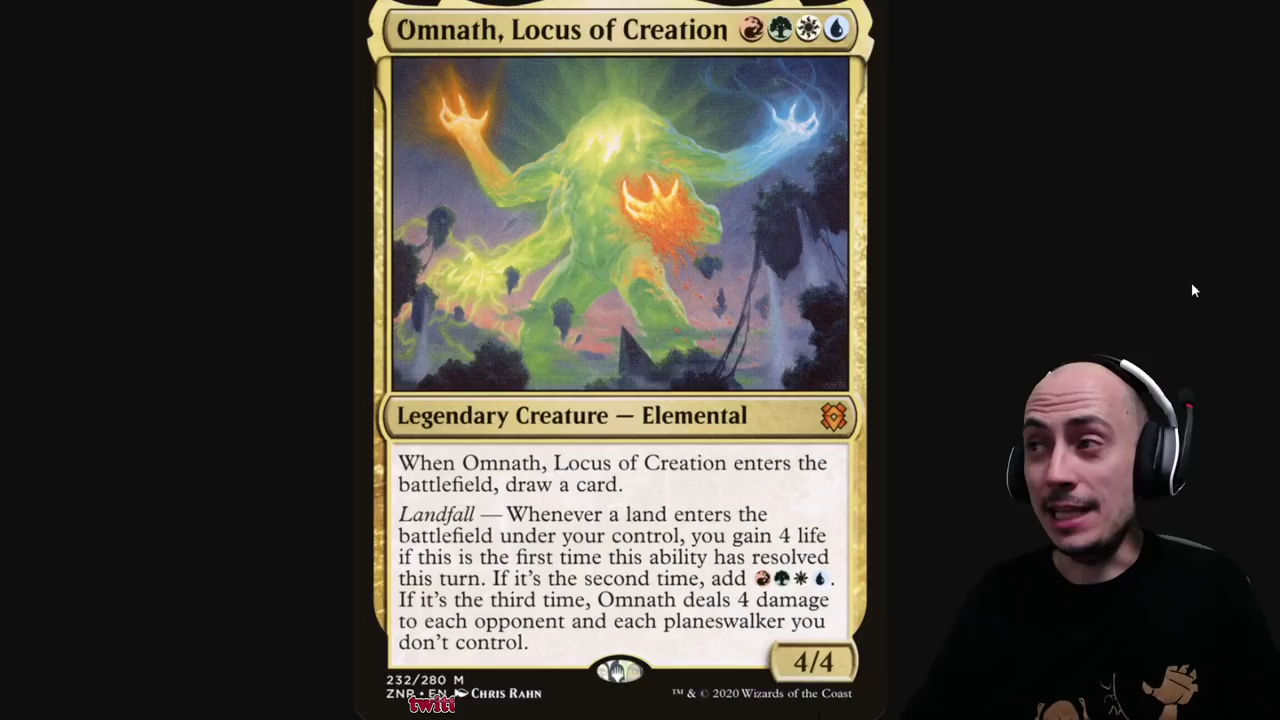 Omnath, Locus of Creation
Legendary Creature — Elemental
When Omnath, Locus of Creation enters the
battlefield, draw a card.
Landfall — Whenever a land enters the
battlefield under your control, you gain 4 life
if this is the first time this ability has resolved
this turn. If it's the second time, add .
If it's the third time, Omnath deals 4 damage
to each opponent and each planeswalker you
don't control.
4/4
232/280 M
ZNR • EN Chris Rahn
™ & © 2020 Wizards of the Coast
twitt